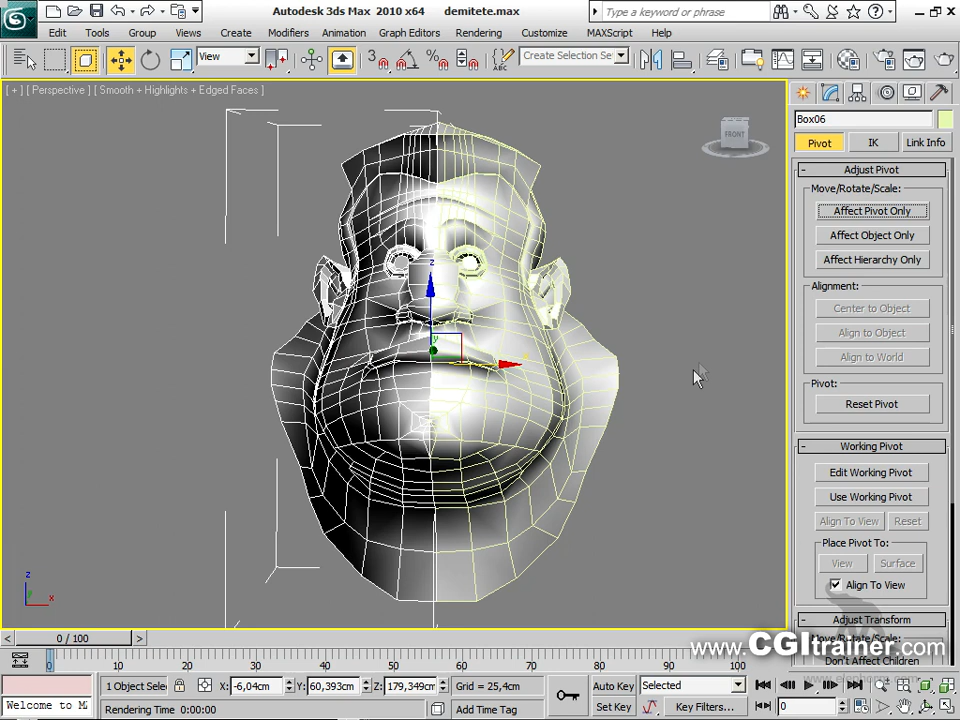 Autodesk 3ds Max 2010 x64 demitete.max
Type a keyword or phrase
Edit Tools Group Views Create Modifiers Animation Graph Editors Rendering Customize MAXScript Help
View
Create Selection Se
[ + ] [ Perspective ] [ Smooth + Highlights + Edged Faces ]
FRONT
Box06
Pivot IK Link Info
- Adjust Pivot
Move/Rotate/Scale:
Affect Pivot Only
Affect Object Only
Affect Hierarchy Only
Alignment:
Center to Object
Align to Object
Align to World
Pivot:
Reset Pivot
- Working Pivot
Edit Working Pivot
Use Working Pivot
Align To View Reset
Place Pivot To:
View Surface
Align To View
- Adjust Transform
Move/Rotate/Scale:
Don't Affect Children
z
y
x
z
y
x
www.CGItrainer.com
< 0 / 100 >
0 10 20 30 40 50 60 70 80 90 100
1 Object Selec X: -6,04cm Y: 60,393cm Z: 179,349cm Grid = 25,4cm Auto Key Selected
Welcome to M Rendering Time 0:00:00 Add Time Tag Set Key Key Filters... 0